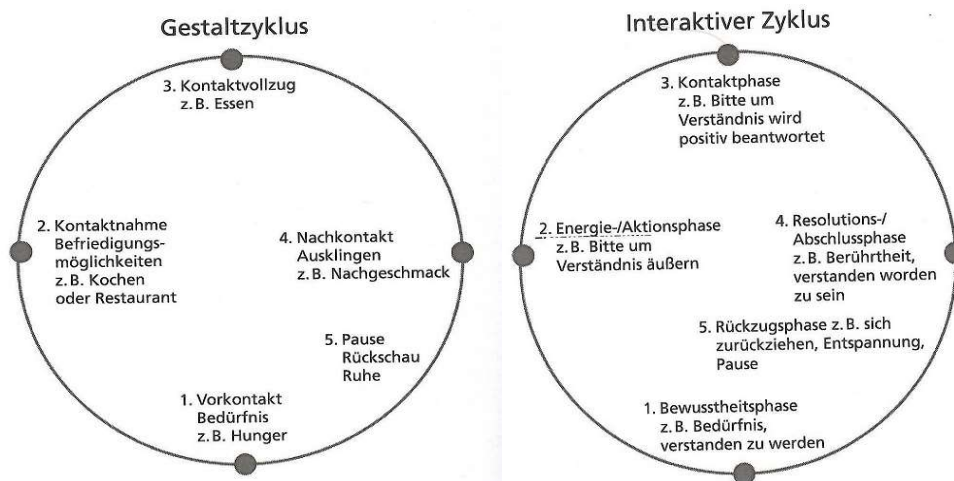 Gestaltzyklus
3. Kontaktvollzug
z. B. Essen
2. Kontaktnahme
Befriedigungs-
möglichkeiten
z. B. Kochen
oder Restaurant
4. Nachkontakt
Ausklingen
z. B. Nachgeschmack
5. Pause
Rückschau
Ruhe
1. Vorkontakt
Bedürfnis
z. B. Hunger
Interaktiver Zyklus
3. Kontaktphase
z. B. Bitte um
Verständnis wird
positiv beantwortet
2. Energie-/Aktionsphase
z. B. Bitte um
Verständnis äußern
4. Resolutions-/
Abschlussphase
z. B. Berührtheit,
verstanden worden
zu sein
5. Rückzugsphase z. B. sich
zurückziehen, Entspannung,
Pause
1. Bewusstheitsphase
z. B. Bedürfnis,
verstanden zu werden